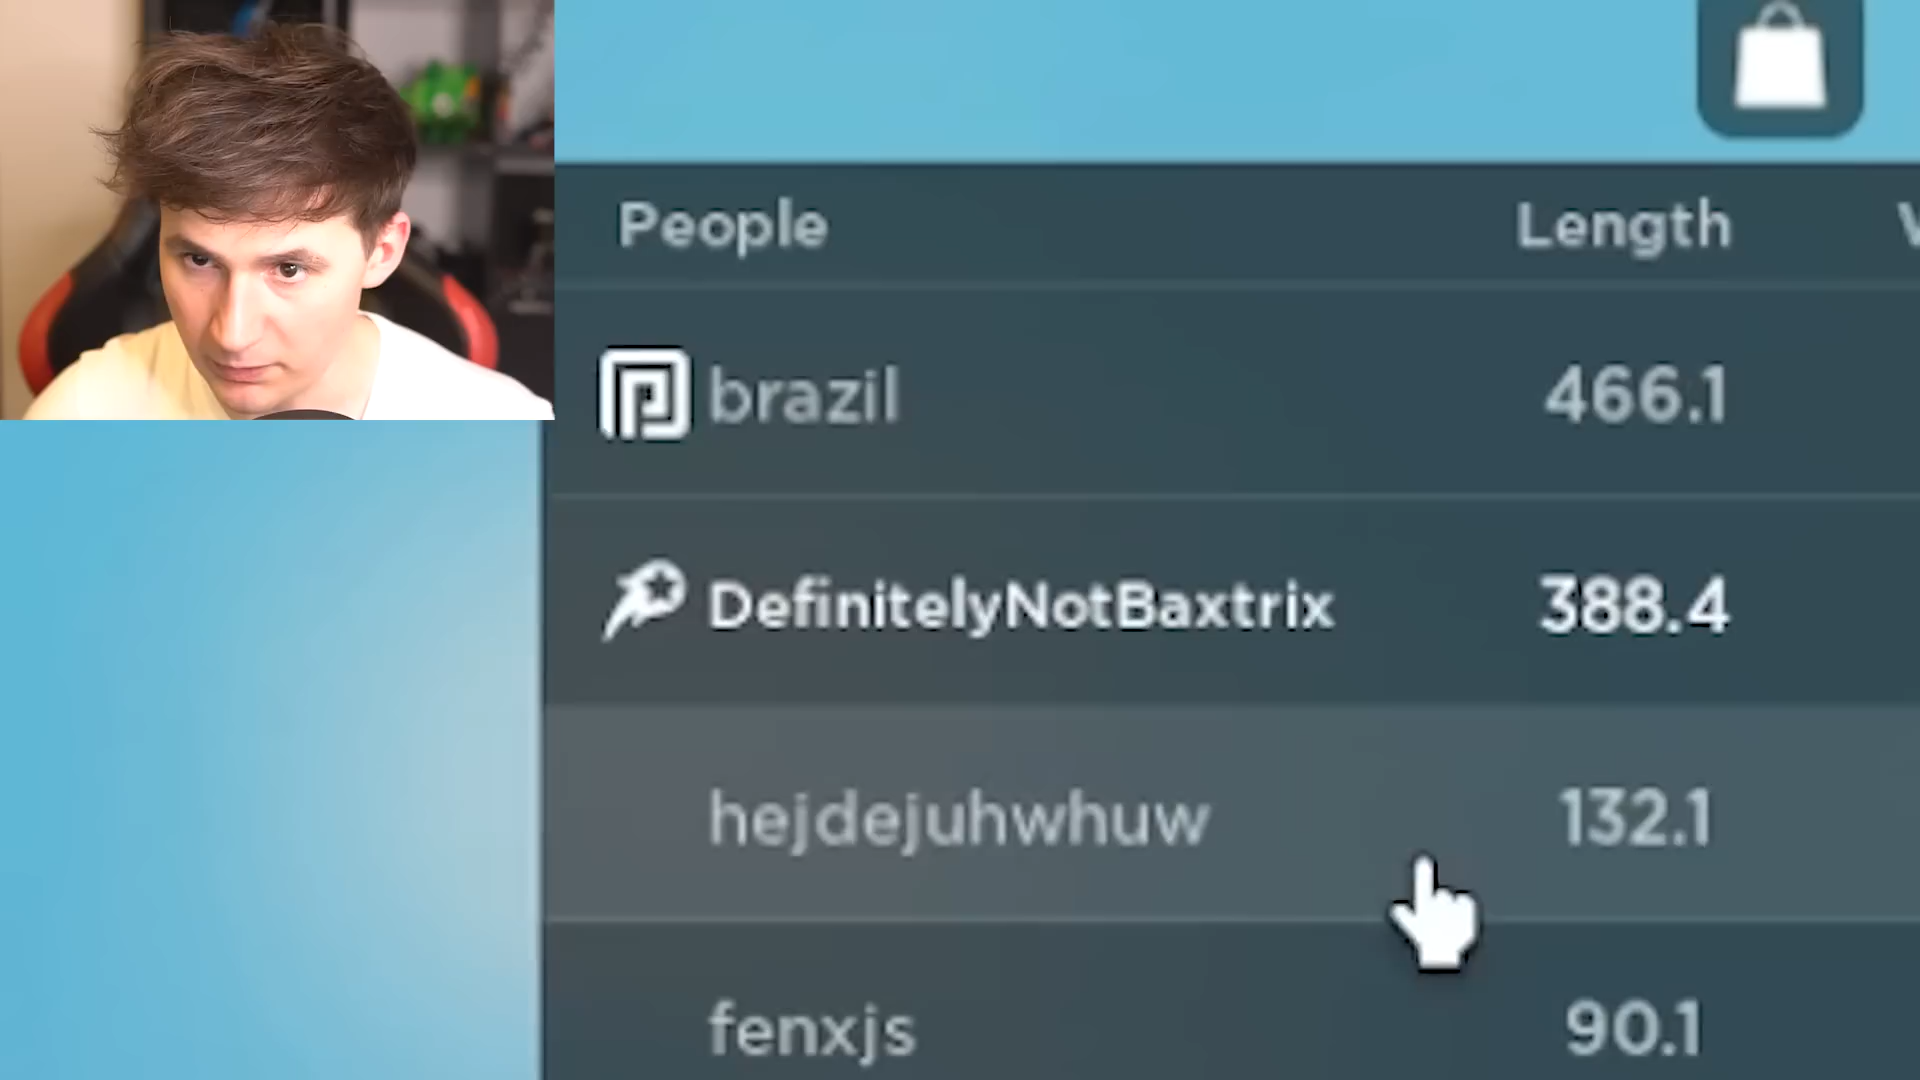 People Length
brazil 466.1
DefinitelyNotBaxtrix 388.4
hejdejuhwhuw 132.1
fenxjs 90.1